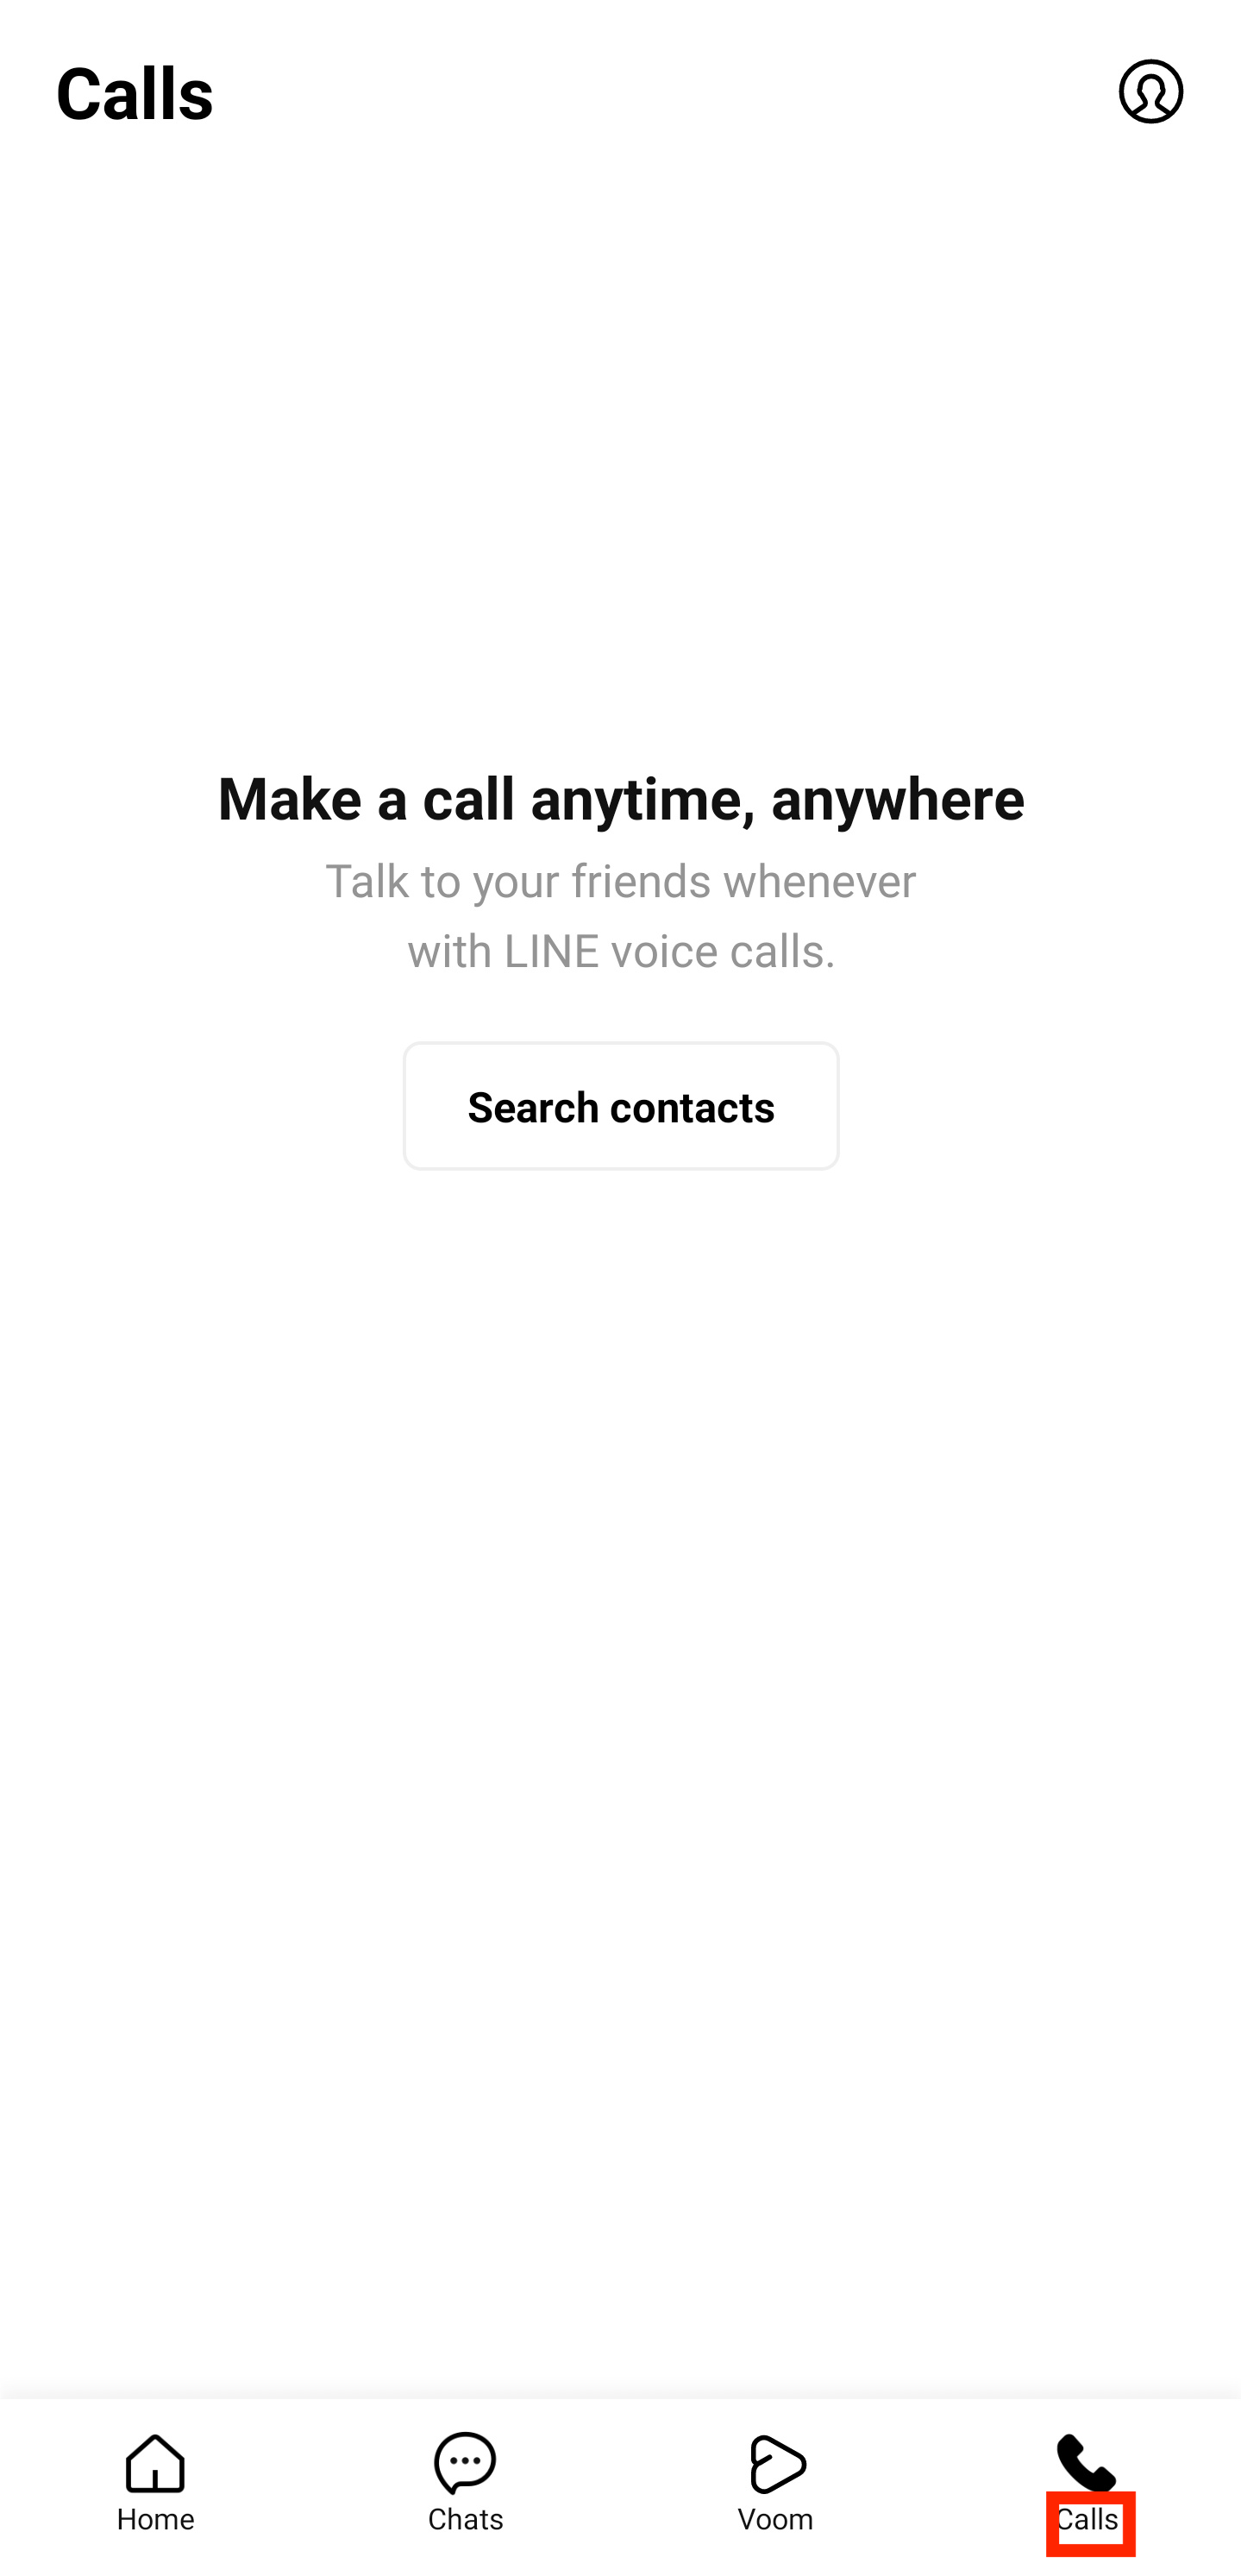 Calls
Make a call anytime, anywhere
Talk to your friends whenever
with LINE voice calls.
Search contacts
Home
Chats
Voom
Calls